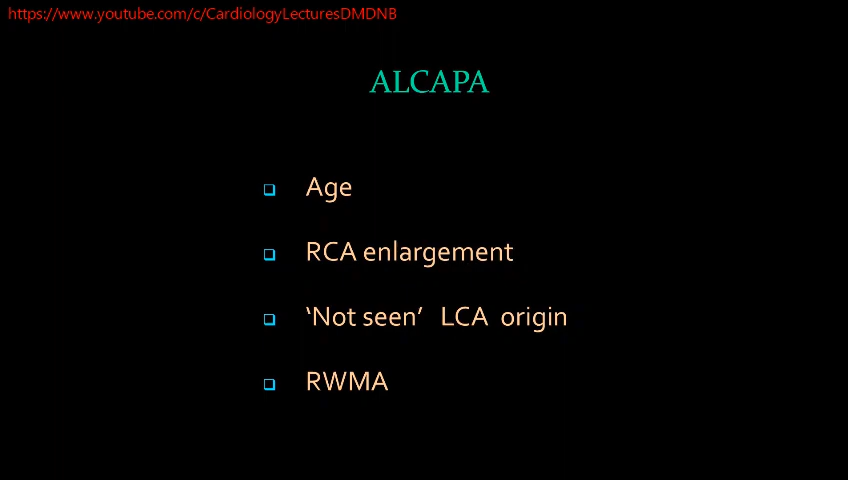 https://www.youtube.com/c/CardiologyLecturesDMDNB
ALCAPA
Age
RCA enlargement
‘Not seen’ LCA origin
RWMA